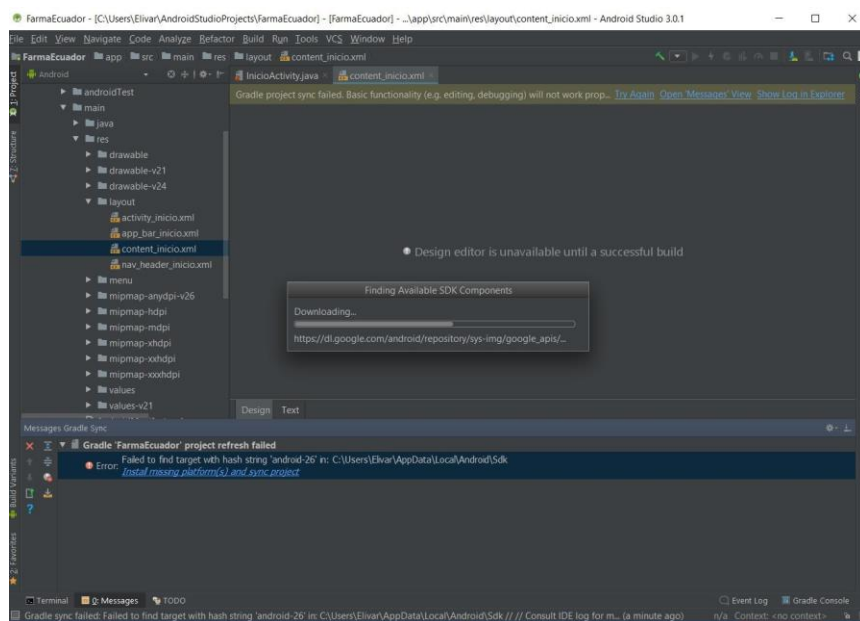 FarmaEcuador - [C:\Users\Elivar\AndroidStudioProjects\FarmaEcuador] - [FarmaEcuador] - ...\app\src\main\res\layout\content_inicio.xml - Android Studio 3.0.1
File Edit View Navigate Code Analyze Refactor Build Run Tools VCS Window Help
FarmaEcuador app src main res layout content_inicio.xml
Android InicioActivity.java content_inicio.xml
1: Project
Gradle project sync failed. Basic functionality (e.g. editing, debugging) will not work prop... Try Again Open 'Messages' View Show Log in Explorer
androidTest
main
java
res
drawable
drawable-v21
drawable-v24
layout
activity_inicio.xml
app_bar_inicio.xml
content_inicio.xml
nav_header_inicio.xml
menu
mipmap-anydpi-v26
mipmap-hdpi
mipmap-mdpi
mipmap-xhdpi
mipmap-xxhdpi
mipmap-xxxhdpi
values
values-v21
Z: Structure
Design editor is unavailable until a successful build
Finding Available SDK Components
Downloading...
https://dl.google.com/android/repository/sys-img/google_apis/...
Design Text
Messages Gradle Sync
Gradle 'FarmaEcuador' project refresh failed
Error: Failed to find target with hash string 'android-26' in: C:\Users\Elivar\AppData\Local\Android\Sdk
Install missing platform(s) and sync project
Build Variants
2: Favorites
Terminal 0: Messages TODO Event Log Gradle Console
Gradle sync failed: Failed to find target with hash string 'android-26' in: C:\Users\Elivar\AppData\Local\Android\Sdk // // Consult IDE log for m... (a minute ago) n/a Context: <no context>